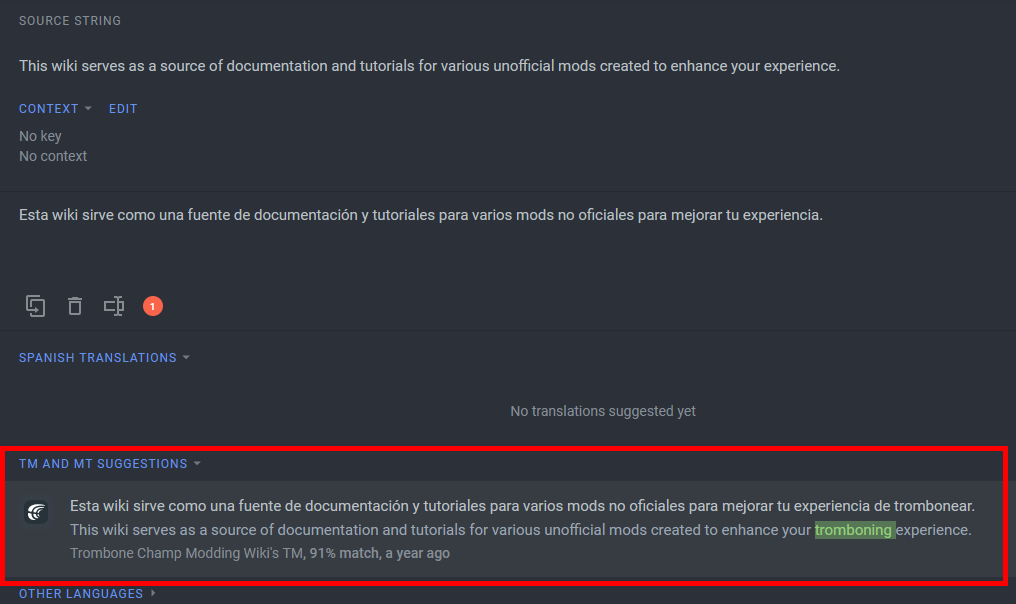 SOURCE STRING
This wiki serves as a source of documentation and tutorials for various unofficial mods created to enhance your experience.
CONTEXT EDIT
No key
No context
Esta wiki sirve como una fuente de documentación y tutoriales para varios mods no oficiales para mejorar tu experiencia.
1
SPANISH TRANSLATIONS
No translations suggested yet
TM AND MT SUGGESTIONS
Esta wiki sirve como una fuente de documentación y tutoriales para varios mods no oficiales para mejorar tu experiencia de trombonear.
This wiki serves as a source of documentation and tutorials for various unofficial mods created to enhance your tromboning experience.
Trombone Champ Modding Wiki's TM, 91% match, a year ago
OTHER LANGUAGES